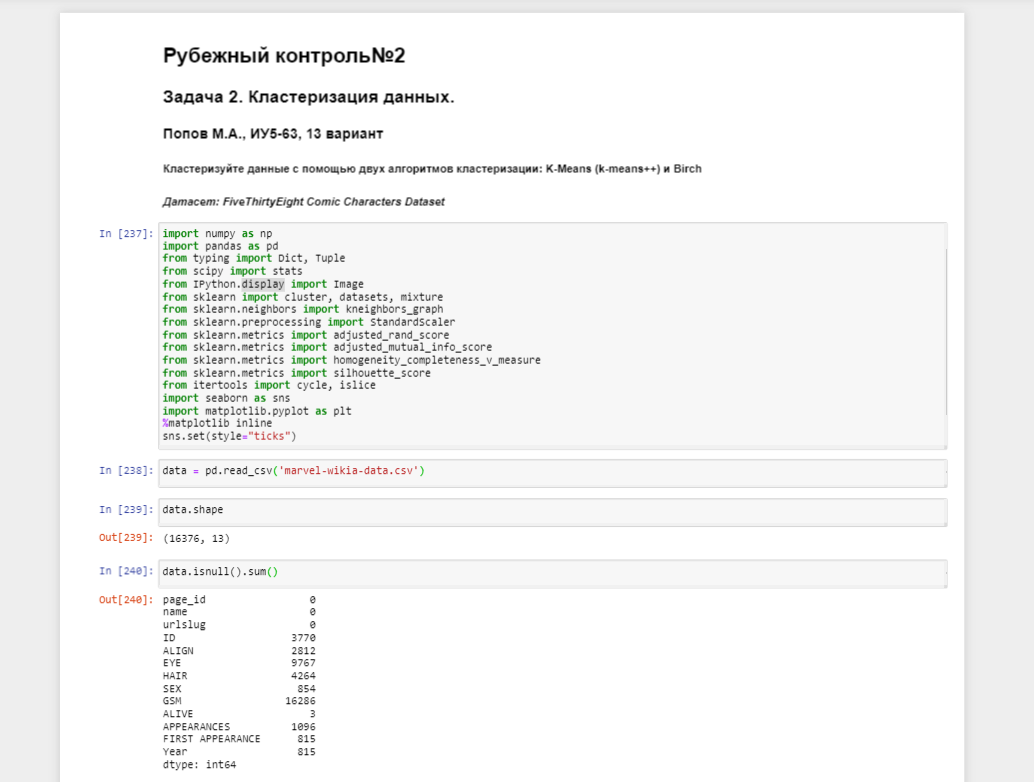 Рубежный контроль№2
Задача 2. Кластеризация данных.
Попов М.А., ИУ5-63, 13 вариант
Кластеризуйте данные с помощью двух алгоритмов кластеризации: K-Means (k-means++) и Birch
Датасет: FiveThirtyEight Comic Characters Dataset
In [237]: import numpy as np
import pandas as pd
from typing import Dict, Tuple
from scipy import stats
from IPython.display import Image
from sklearn import cluster, datasets, mixture
from sklearn.neighbors import kneighbors_graph
from sklearn.preprocessing import StandardScaler
from sklearn.metrics import adjusted_rand_score
from sklearn.metrics import adjusted_mutual_info_score
from sklearn.metrics import homogeneity_completeness_v_measure
from sklearn.metrics import silhouette_score
from itertools import cycle, islice
import seaborn as sns
import matplotlib.pyplot as plt
%matplotlib inline
sns.set(style="ticks")
In [238]: data = pd.read_csv('marvel-wikia-data.csv')
In [239]: data.shape
Out[239]: (16376, 13)
In [240]: data.isnull().sum()
Out[240]: page_id 0
name 0
urlslug 0
ID 3770
ALIGN 2812
EYE 9767
HAIR 4264
SEX 854
GSM 16286
ALIVE 3
APPEARANCES 1096
FIRST APPEARANCE 815
Year 815
dtype: int64